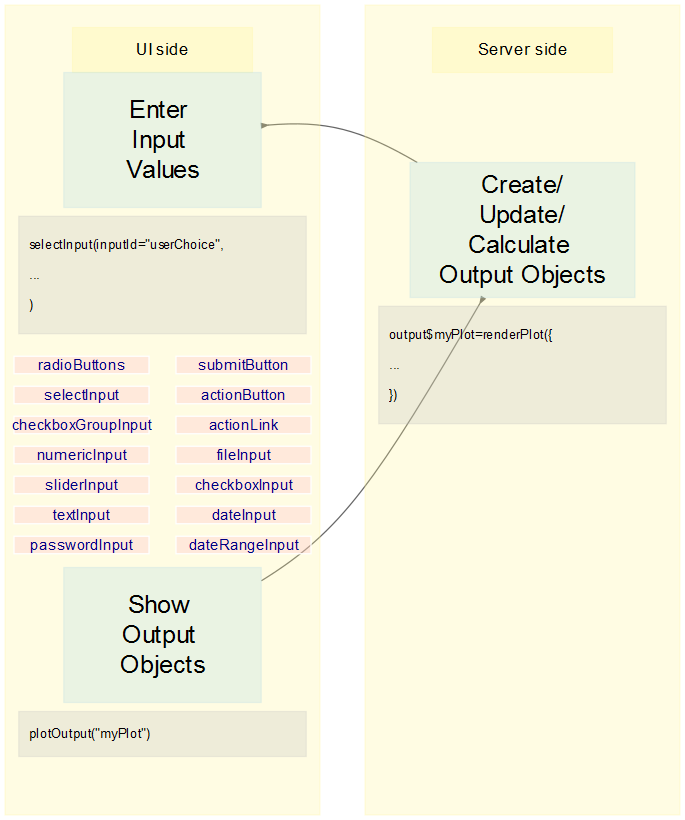 UI side
Enter
Input
Values
selectInput(inputId="userChoice",
...
)
radioButtons
submitButton
selectInput
actionButton
checkboxGroupInput
actionLink
numericInput
fileInput
sliderInput
checkboxInput
textInput
dateInput
passwordInput
dateRangeInput
Show
Output
Objects
plotOutput("myPlot")
Server side
Create/
Update/
Calculate
Output Objects
output$myPlot=renderPlot({
...
})